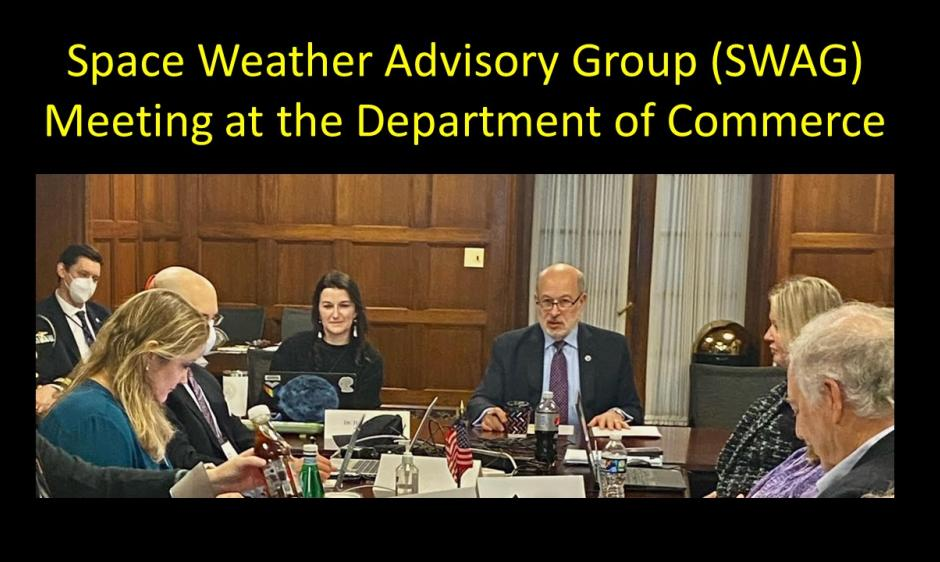 Space Weather Advisory Group (SWAG)
Meeting at the Department of Commerce